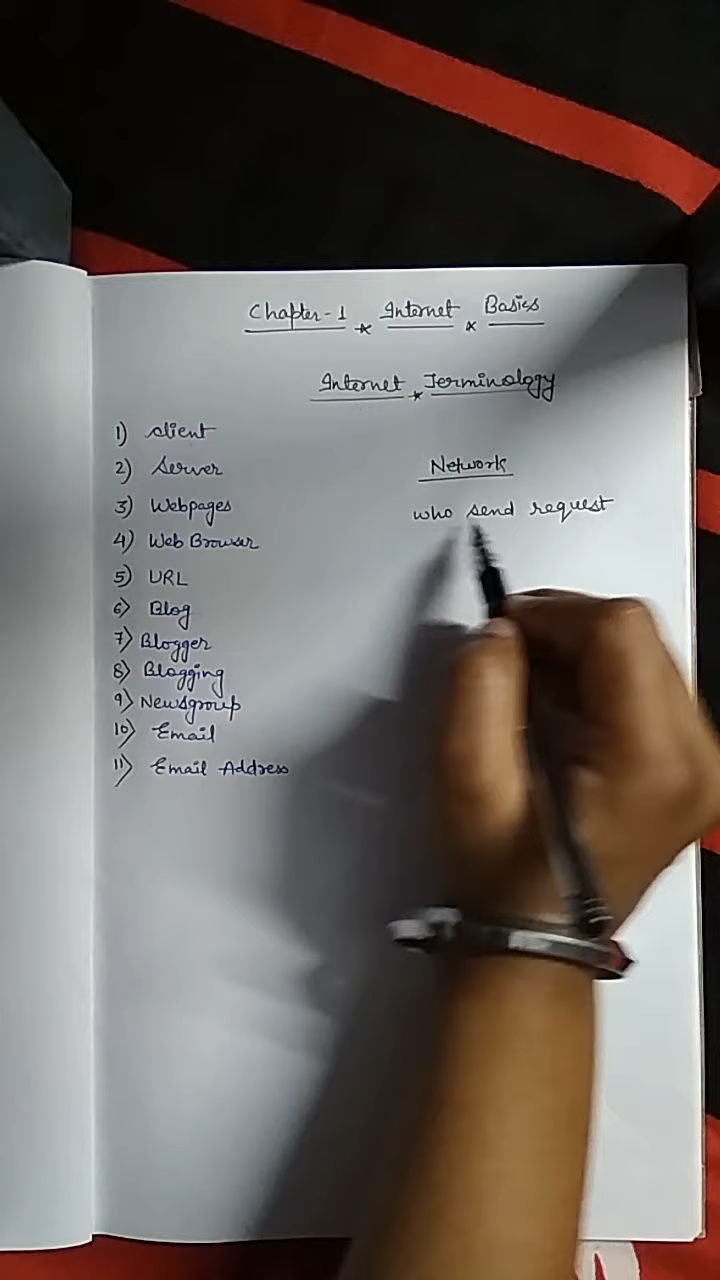 Chapter-1 * Internet * Basics
Internet * Terminology
1) client
2) Server
3) Webpages
4) Web Browser
5) URL
6) Blog
7) Blogger
8) Blogging
9) Newsgroup
10) Email
11) Email Address
Network
who send request